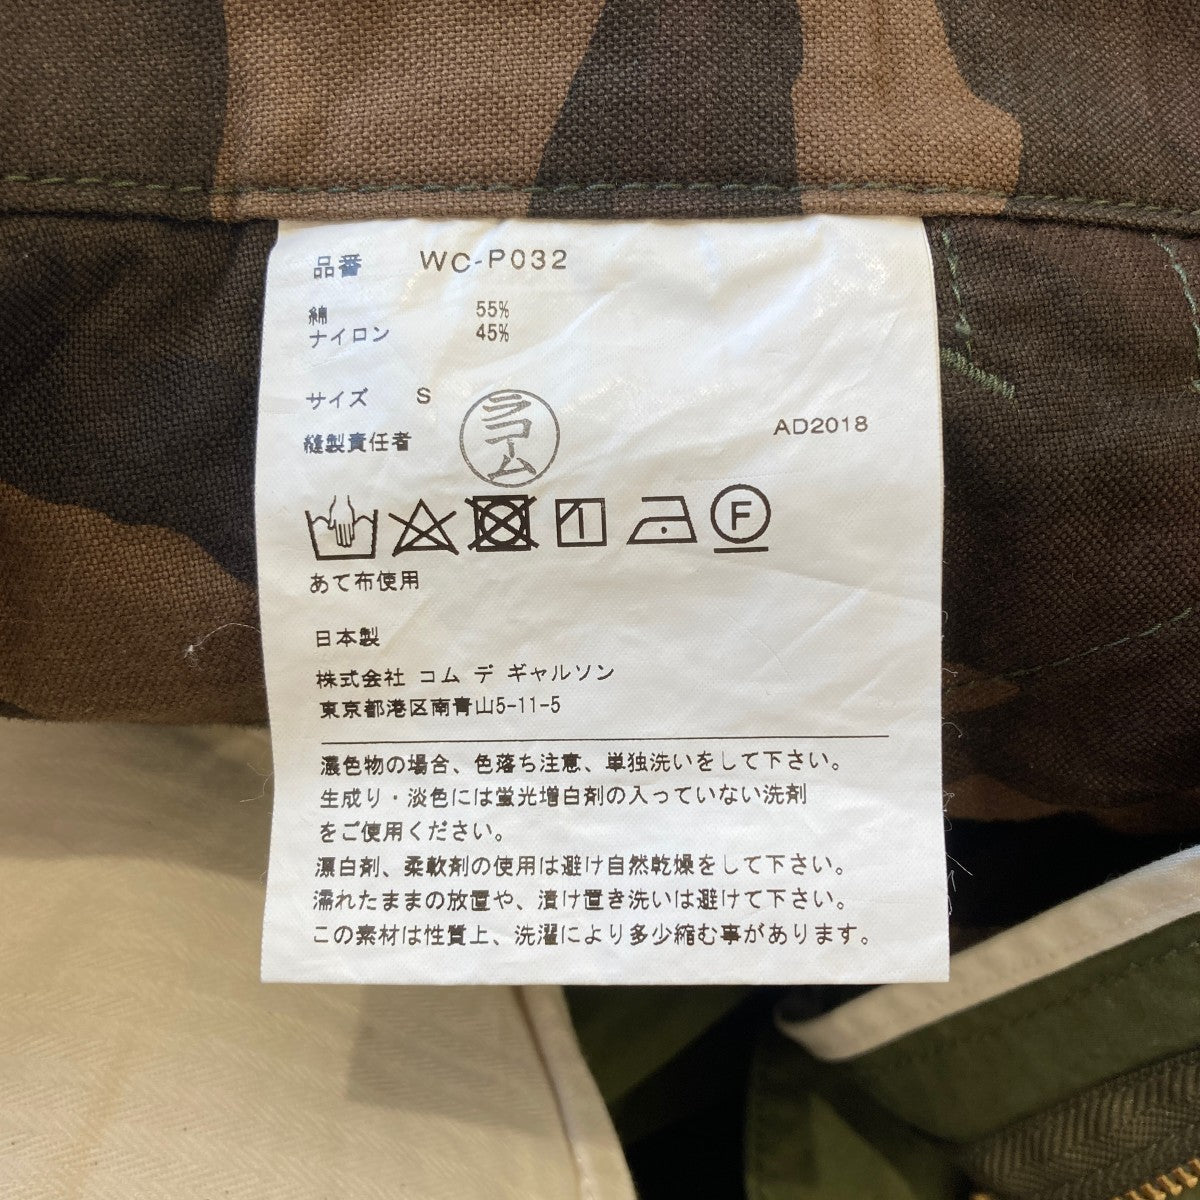 品番 WC-P032
綿 55%
ナイロン 45%
サイズ S
ラコーム
縫製責任者
AD2018
F
あて布使用
日本製
株式会社 コム デ ギャルソン
東京都港区南青山5-11-5
濃色物の場合、色落ち注意、単独洗いをして下さい。
生成り・淡色には蛍光増白剤の入っていない洗剤
をご使用ください。
漂白剤、柔軟剤の使用は避け自然乾燥をして下さい。
濡れたままの放置や、漬け置き洗いは避けて下さい。
この素材は性質上、洗濯により多少縮む事があります。